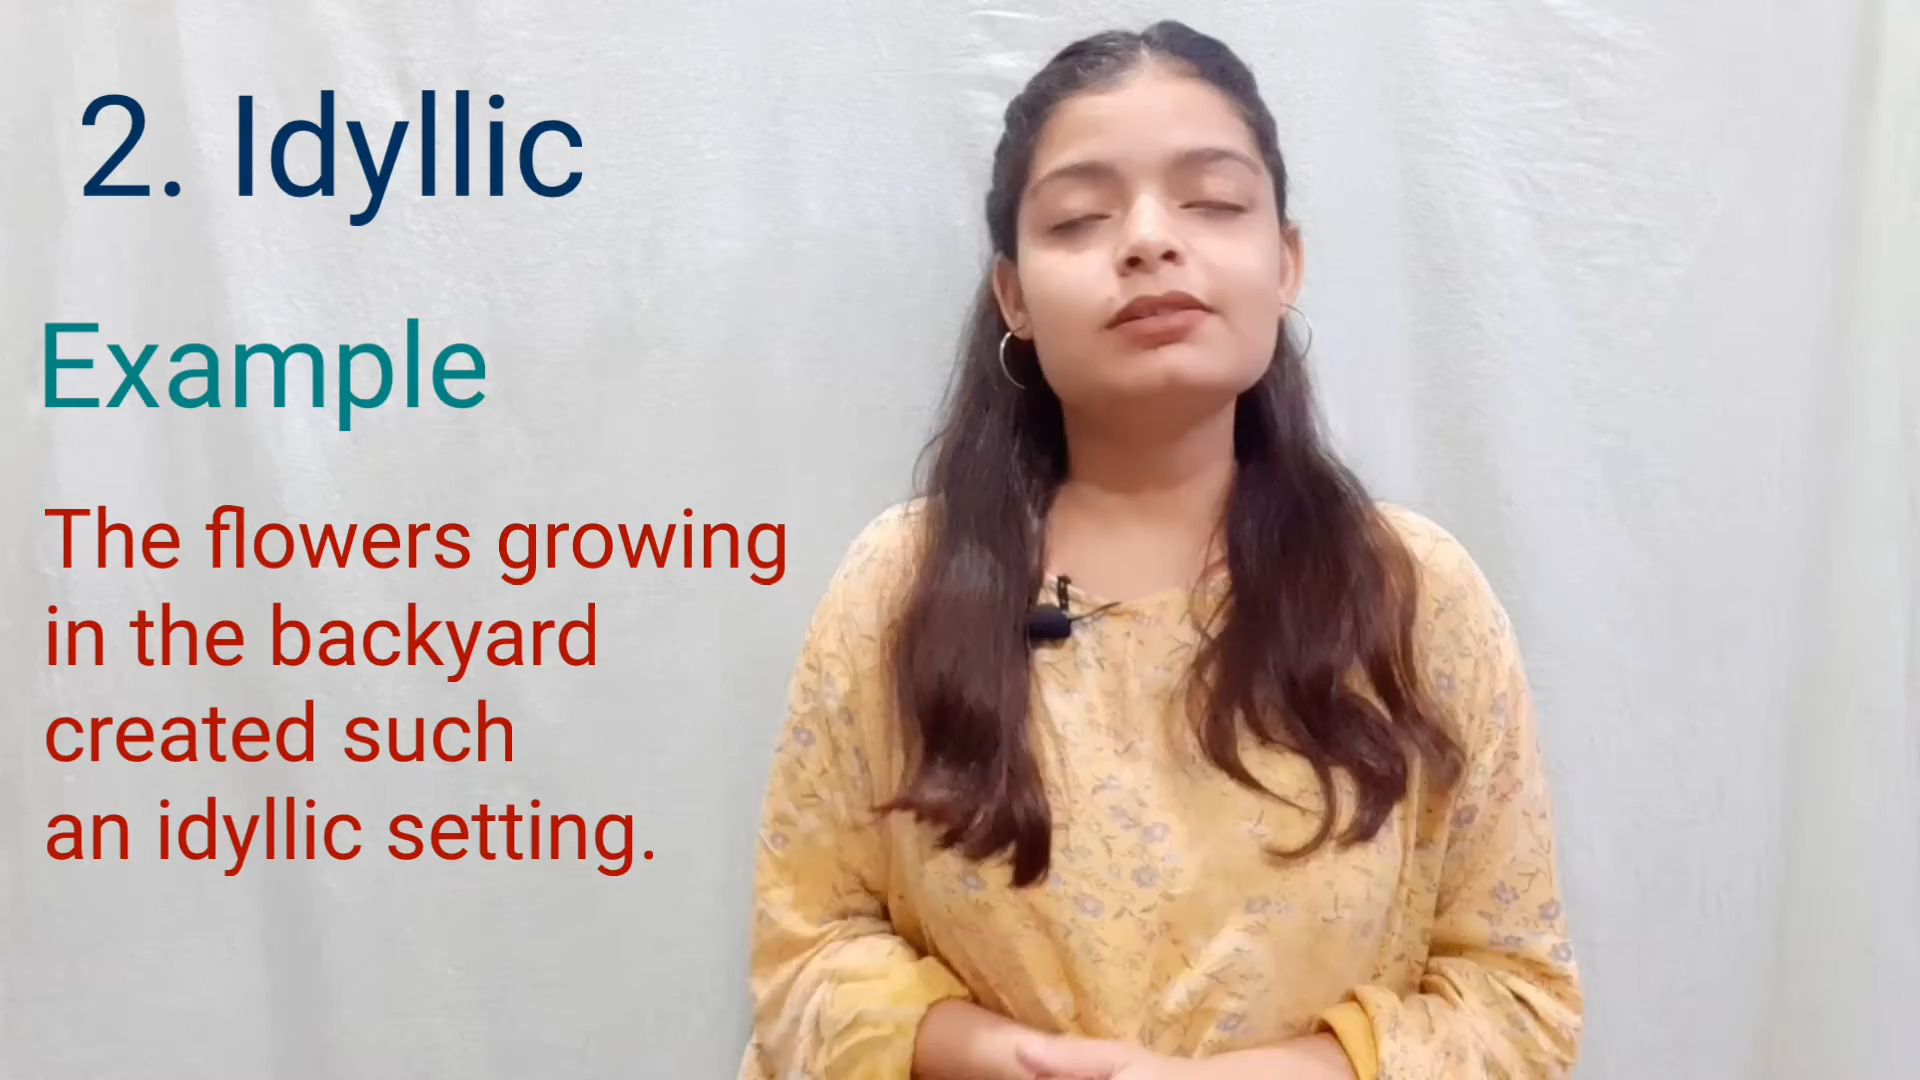 2. Idyllic
Example
The flowers growing
in the backyard
created such
an idyllic setting.